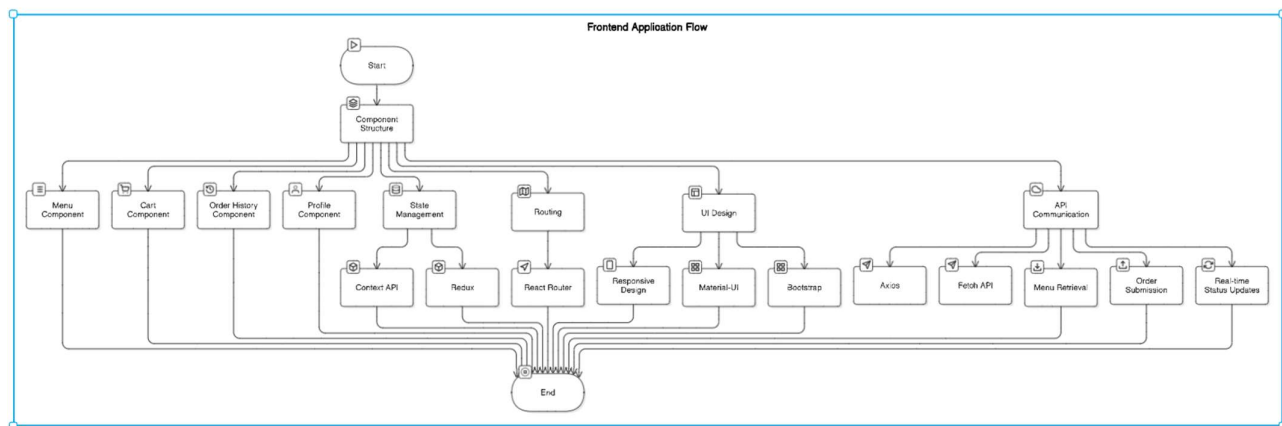 Frontend Application Flow
Start
Component
Structure
Menu
Component
Cart
Component
Order History
Component
Profile
Component
State
Management
Routing
UI Design
API
Communication
Context API
Redux
React Router
Responsive
Design
Material-UI
Bootstrap
Axios
Fetch API
Menu Retrieval
Order
Submission
Real-time
Status Updates
End